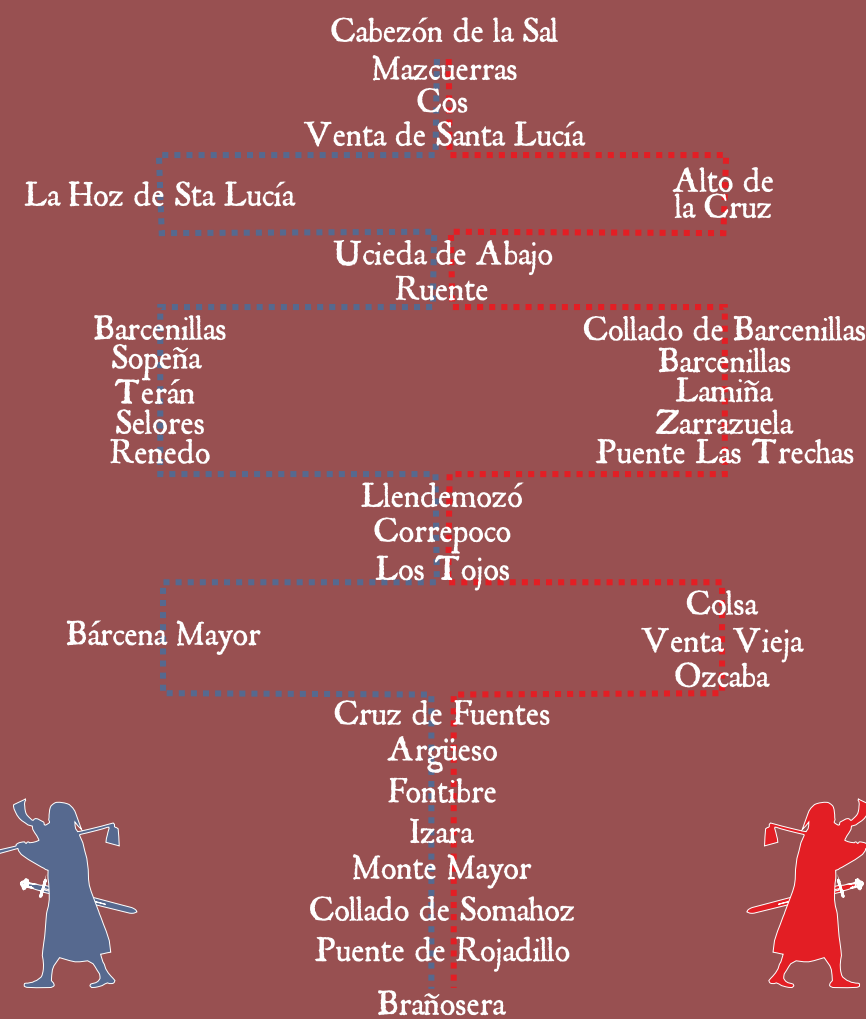 Cabezón de la Sal
Mazcuerras
Cos
Venta de Santa Lucía
La Hoz de Sta Lucía
Alto de
la Cruz
Ucieda de Abajo
Ruente
Barcenillas
Sopeña
Terán
Selores
Renedo
Collado de Barcenillas
Barcenillas
Lamiña
Zarrazuela
Puente Las Trechas
Llendemozó
Correpoco
Los Tojos
Bárcena Mayor
Colsa
Venta Vieja
Ozcaba
Cruz de Fuentes
Argüeso
Fontibre
Izara
Monte Mayor
Collado de Somahoz
Puente de Rojadillo
Brañosera